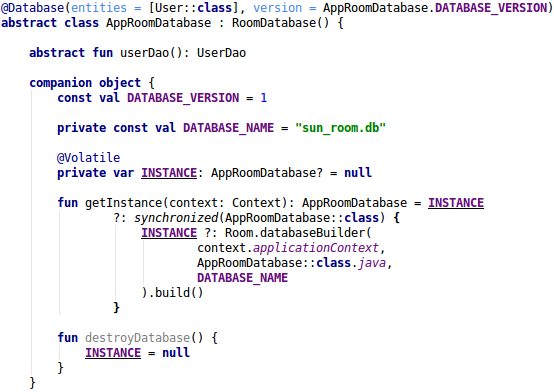 @Database(entities = [User::class], version = AppRoomDatabase.DATABASE_VERSION)
abstract class AppRoomDatabase : RoomDatabase() {
    abstract fun userDao(): UserDao
    companion object {
        const val DATABASE_VERSION = 1
        private const val DATABASE_NAME = "sun_room.db"
        @Volatile
        private var INSTANCE: AppRoomDatabase? = null
        fun getInstance(context: Context): AppRoomDatabase = INSTANCE
                ?: synchronized(AppRoomDatabase::class) {
                    INSTANCE ?: Room.databaseBuilder(
                            context.applicationContext,
                            AppRoomDatabase::class.java,
                            DATABASE_NAME
                    ).build()
                }
        fun destroyDatabase() {
            INSTANCE = null
        }
    }